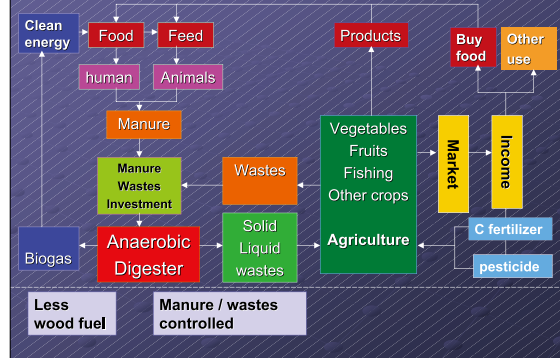 Clean
energy
Food
Feed
Products
Buy
food
Other
use
human
Animals
Manure
Vegetables
Fruits
Fishing
Other crops
Agriculture
Market
Income
Manure
Wastes
Investment
Wastes
Solid
Liquid
wastes
C fertilizer
pesticide
Biogas
Anaerobic
Digester
Less
wood fuel
Manure / wastes
controlled